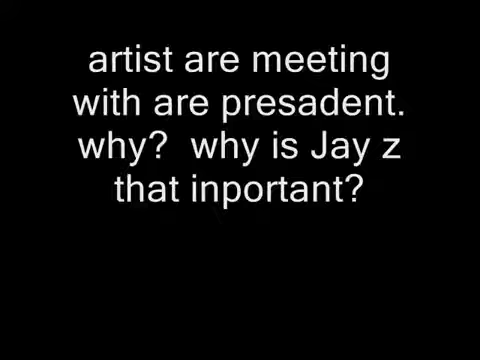 artist are meeting
with are presadent.
why?  why is Jay z
that inportant?